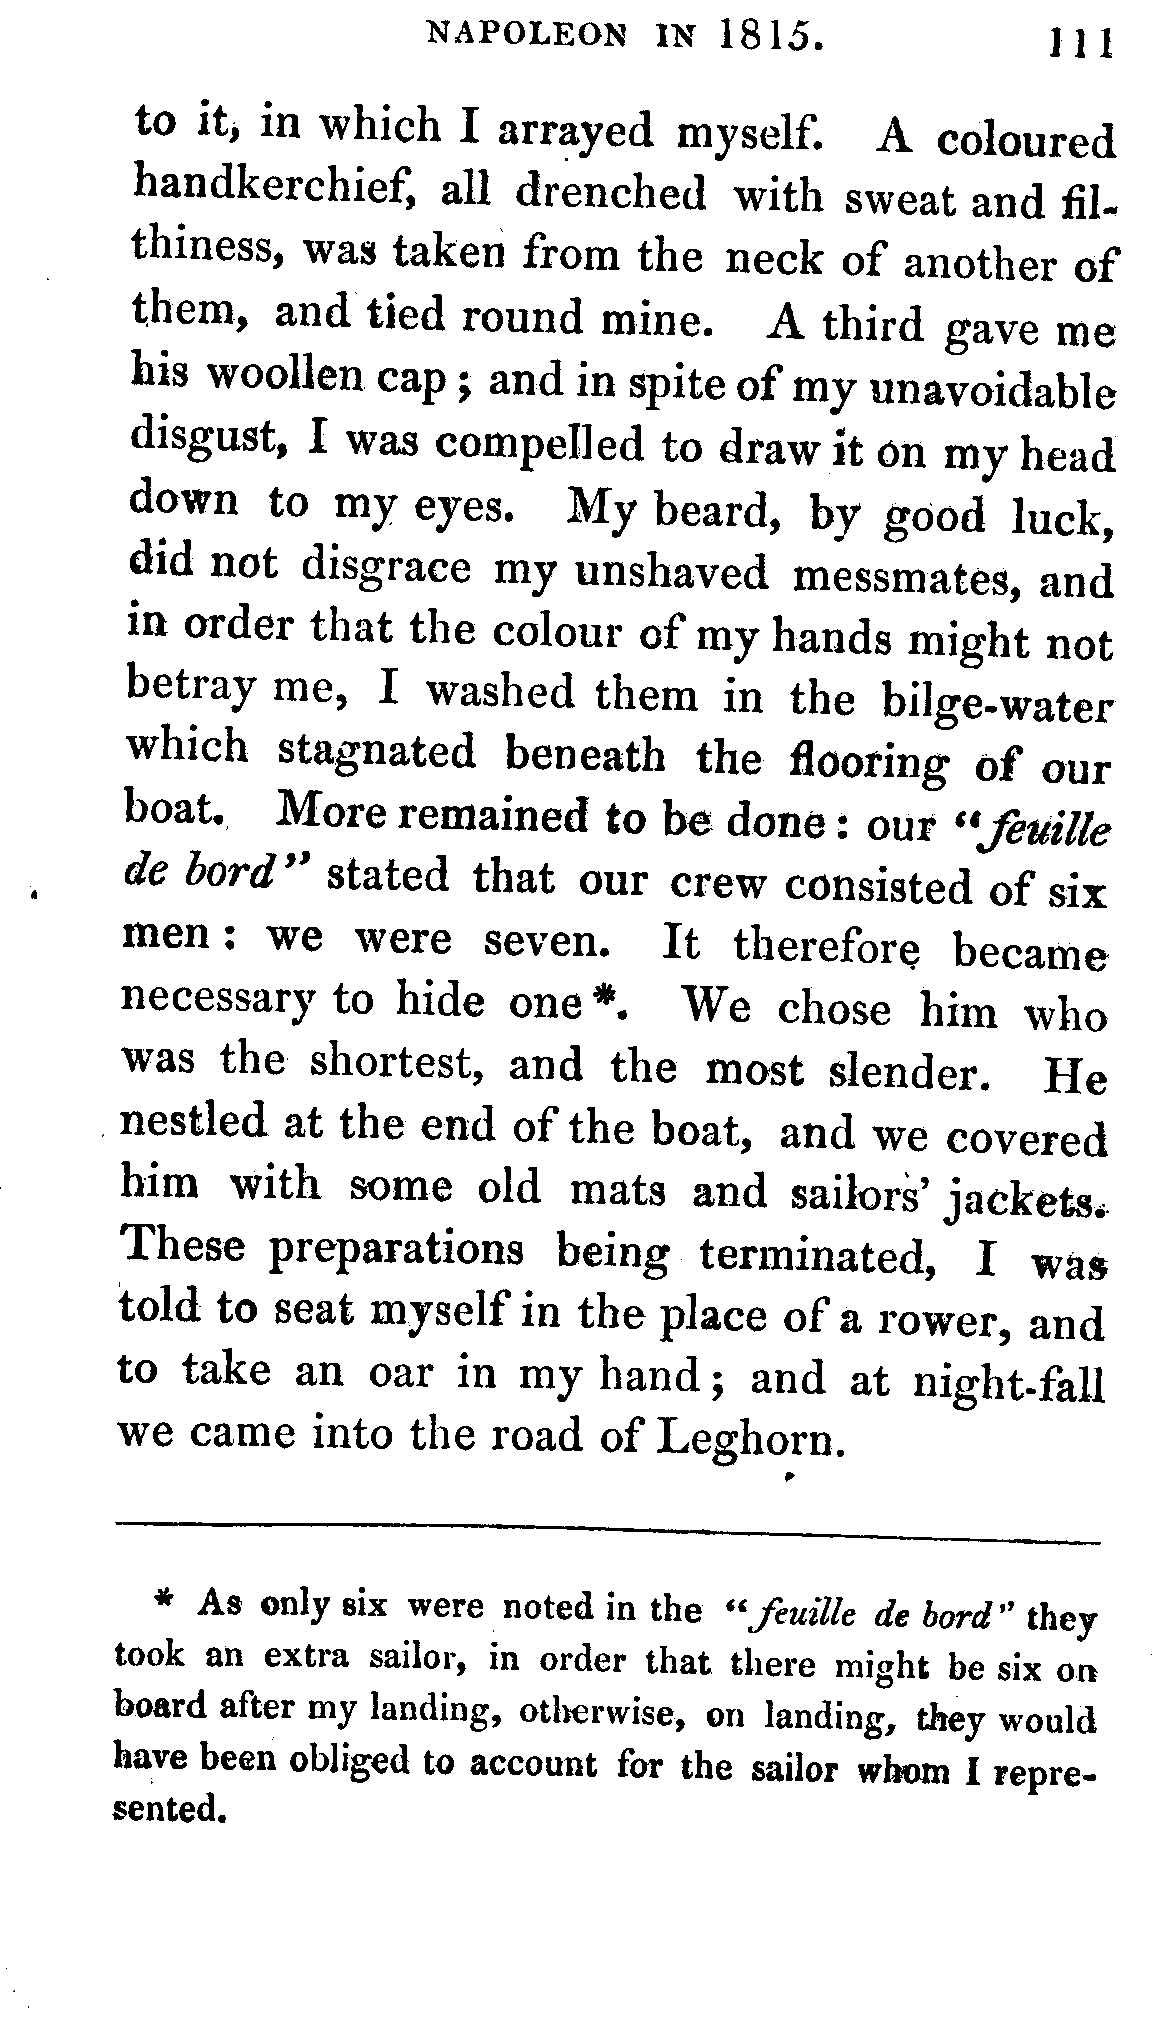 NAPOLEON IN 1815. 111
to it, in which I arrayed myself. A coloured
handkerchief, all drenched with sweat and fil-
thiness, was taken from the neck of another of
them, and tied round mine. A third gave me
his woollen cap; and in spite of my unavoidable
disgust, I was compelled to draw it on my head
down to my eyes. My beard, by good luck,
did not disgrace my unshaved messmates, and
in order that the colour of my hands might not
betray me, I washed them in the bilge-water
which stagnated beneath the flooring of our
boat. More remained to be done: our "feuille
de bord" stated that our crew consisted of six
men: we were seven. It therefore became
necessary to hide one*. We chose him who
was the shortest, and the most slender. He
nestled at the end of the boat, and we covered
him with some old mats and sailors' jackets.
These preparations being terminated, I was
told to seat myself in the place of a rower, and
to take an oar in my hand; and at night-fall
we came into the road of Leghorn.
* As only six were noted in the "feuille de bord" they
took an extra sailor, in order that there might be six on
board after my landing, otherwise, on landing, they would
have been obliged to account for the sailor whom I repre-
sented.